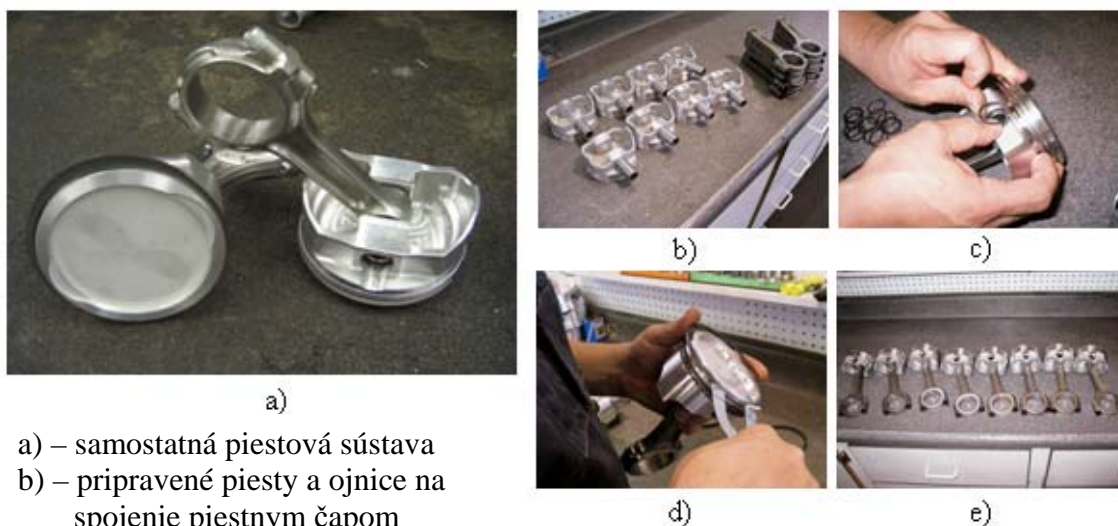 b)
c)
a)
a) – samostatná piestová sústava
b) – pripravené piesty a ojnice na
spojenie piestnym čapom
d)
e)